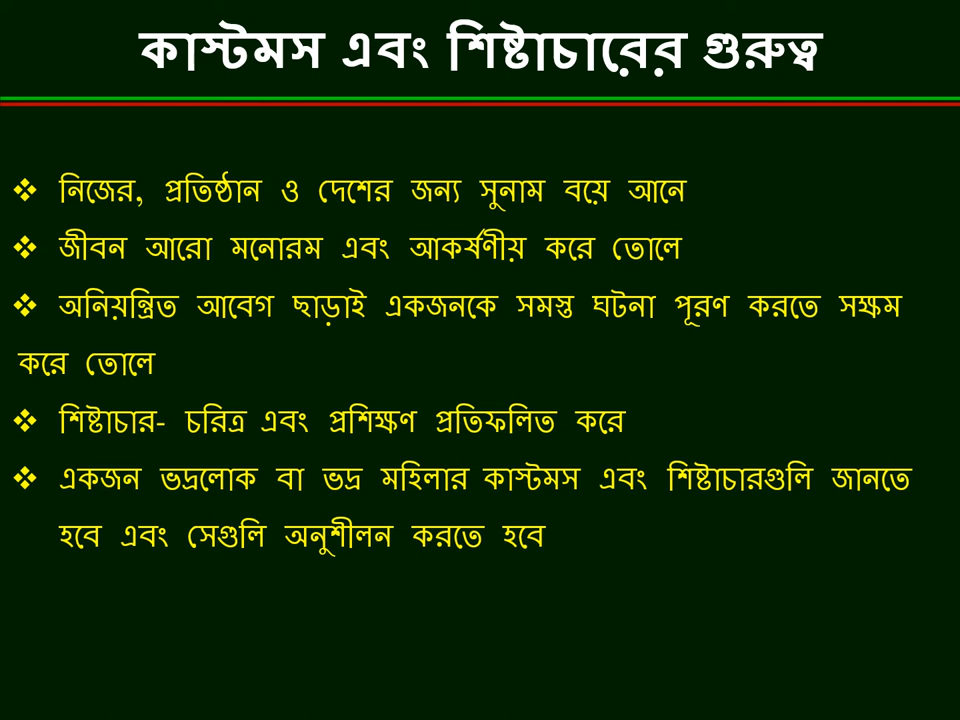 কাস্টমস এবং শিষ্টাচারের গুরুত্ব
❖ নিজের, প্রতিষ্ঠান ও দেশের জন্য সুনাম বয়ে আনে
❖ জীবন আরো মনোরম এবং আকর্ষণীয় করে তোলে
❖ অনিয়ন্ত্রিত আবেগ ছাড়াই একজনকে সমস্ত ঘটনা পূরণ করতে সক্ষম
করে তোলে
❖ শিষ্টাচার- চরিত্র এবং প্রশিক্ষণ প্রতিফলিত করে
❖ একজন ভদ্রলোক বা ভদ্র মহিলার কাস্টমস এবং শিষ্টাচারগুলি জানতে
হবে এবং সেগুলি অনুশীলন করতে হবে